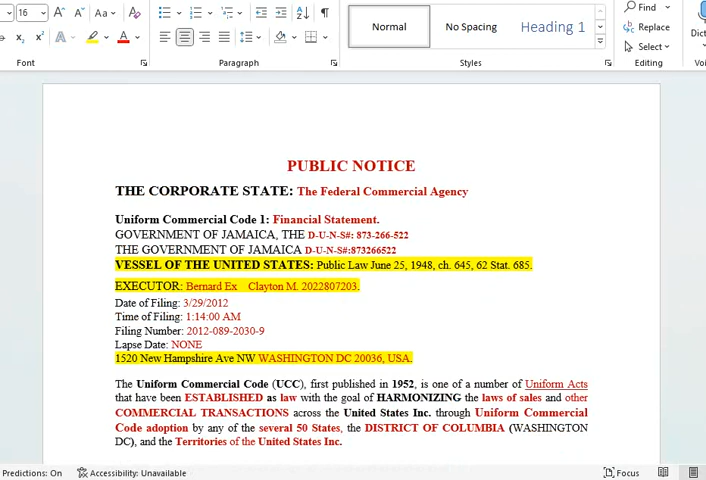 16 A A Aa
Find
Normal No Spacing Heading 1
Replace
x₂ x² A A
Select
Dict
Font Paragraph Styles Editing Voi
PUBLIC NOTICE
THE CORPORATE STATE: The Federal Commercial Agency
Uniform Commercial Code 1: Financial Statement.
GOVERNMENT OF JAMAICA, THE D-U-N-S#: 873-266-522
THE GOVERNMENT OF JAMAICA D-U-N-S#:873266522
VESSEL OF THE UNITED STATES: Public Law June 25, 1948, ch. 645, 62 Stat. 685.
EXECUTOR: Bernard Ex Clayton M. 2022807203.
Date of Filing: 3/29/2012
Time of Filing: 1:14:00 AM
Filing Number: 2012-089-2030-9
Lapse Date: NONE
1520 New Hampshire Ave NW WASHINGTON DC 20036, USA.
The Uniform Commercial Code (UCC), first published in 1952, is one of a number of Uniform Acts
that have been ESTABLISHED as law with the goal of HARMONIZING the laws of sales and other
COMMERCIAL TRANSACTIONS across the United States Inc. through Uniform Commercial
Code adoption by any of the several 50 States, the DISTRICT OF COLUMBIA (WASHINGTON
DC), and the Territories of the United States Inc.
Predictions: On Accessibility: Unavailable Focus